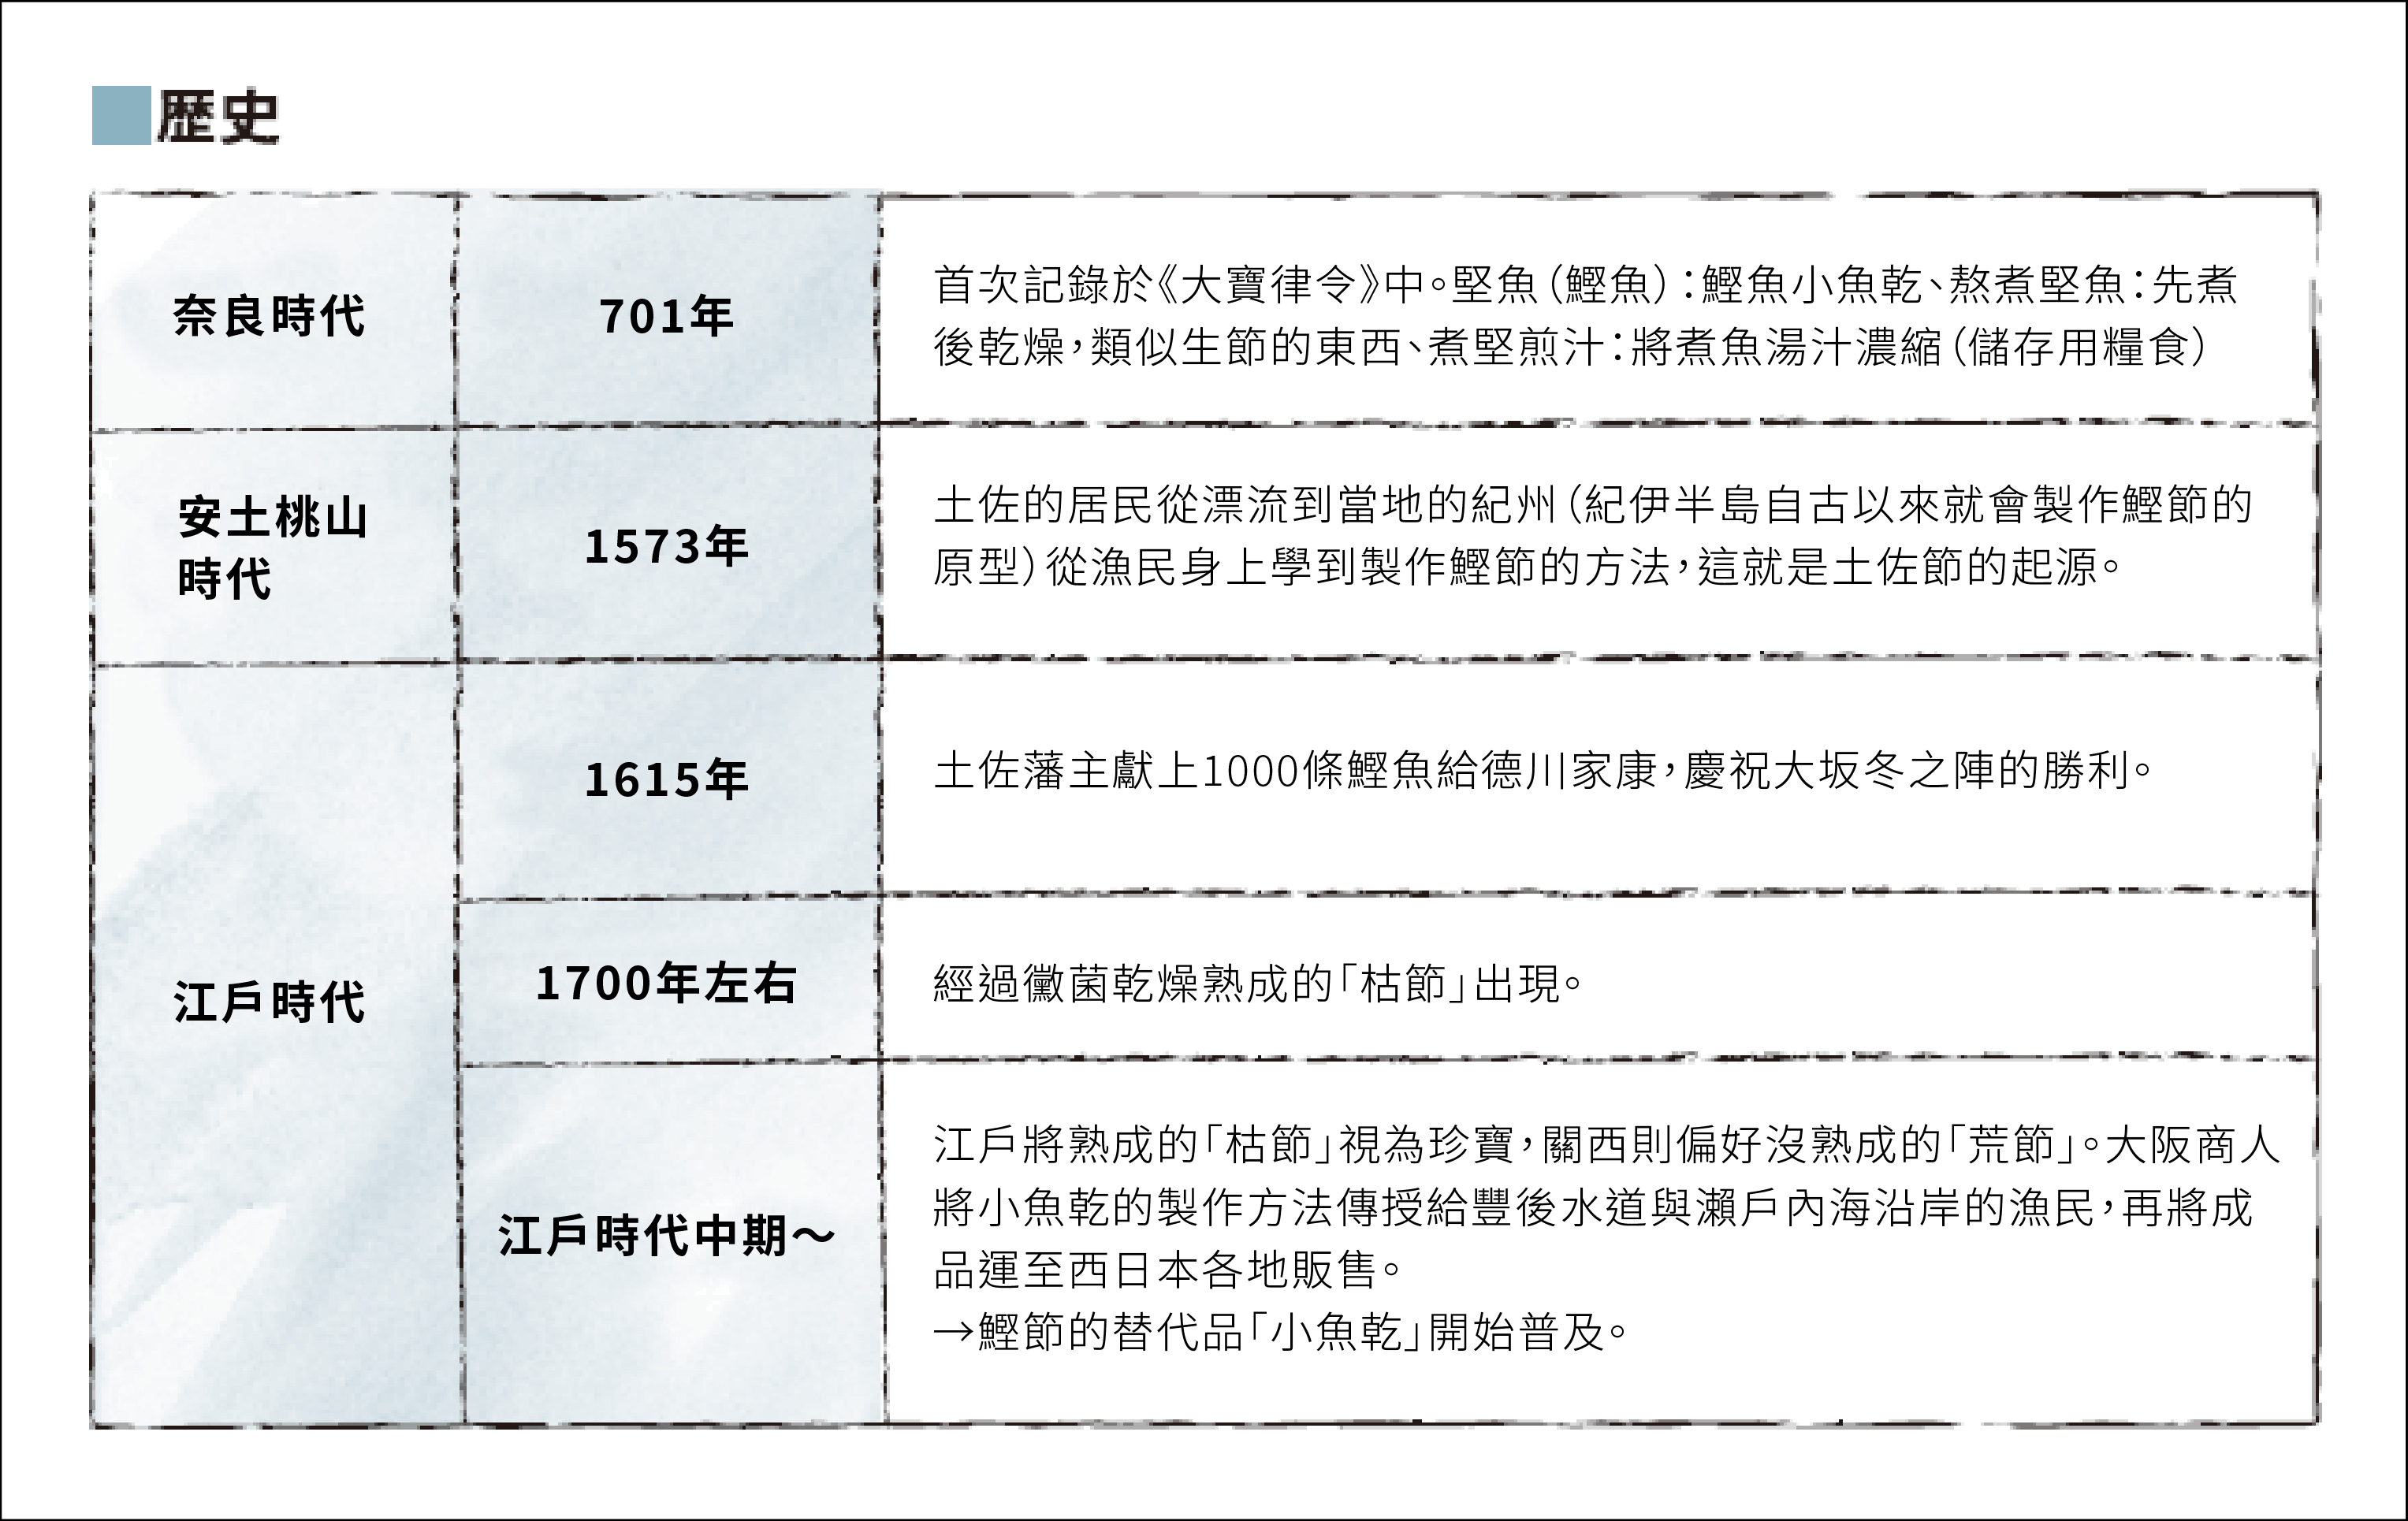 歴史
奈良時代
701年
首次記錄於《大寶律令》中。堅魚（鰹魚）：鰹魚小魚乾、熬煮堅魚：先煮
後乾燥，類似生節的東西、煮堅煎汁：將煮魚湯汁濃縮（儲存用糧食）
安土桃山
時代
1573年
土佐的居民從漂流到當地的紀州（紀伊半島自古以來就會製作鰹節的
原型）從漁民身上學到製作鰹節的方法，這就是土佐節的起源。
江戶時代
1615年
土佐藩主獻上1000條鰹魚給德川家康，慶祝大坂冬之陣的勝利。
1700年左右
經過黴菌乾燥熟成的「枯節」出現。
江戶時代中期～
江戶將熟成的「枯節」視為珍寶，關西則偏好沒熟成的「荒節」。大阪商人
將小魚乾的製作方法傳授給豐後水道與瀨戶內海沿岸的漁民，再將成
品運至西日本各地販售。
→鰹節的替代品「小魚乾」開始普及。